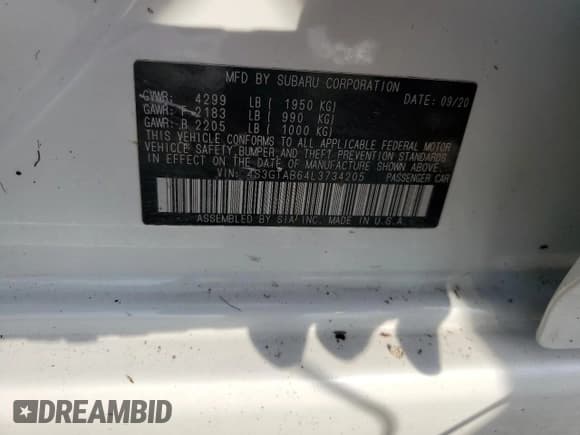 MFD BY SUBARU CORPORATION DATE: 09/20
GVWR: 4299 LB ( 1950 KG)
GAWR: F 2183 LB ( 990 KG)
GAWR: R 2205 LB ( 1000 KG)
THIS VEHICLE CONFORMS TO ALL APPLICABLE FEDERAL MOTOR
VEHICLE SAFETY, BUMPER AND THEFT PREVENTION STANDARDS
IN EFFECT ON THE DATE OF MANUFACTURE SHOWN ABOVE.
VIN: 4S3GTAB64L3734205 PASSENGER CAR
ASSEMBLED BY SIA, INC. MADE IN U.S.A.
DREAMBID